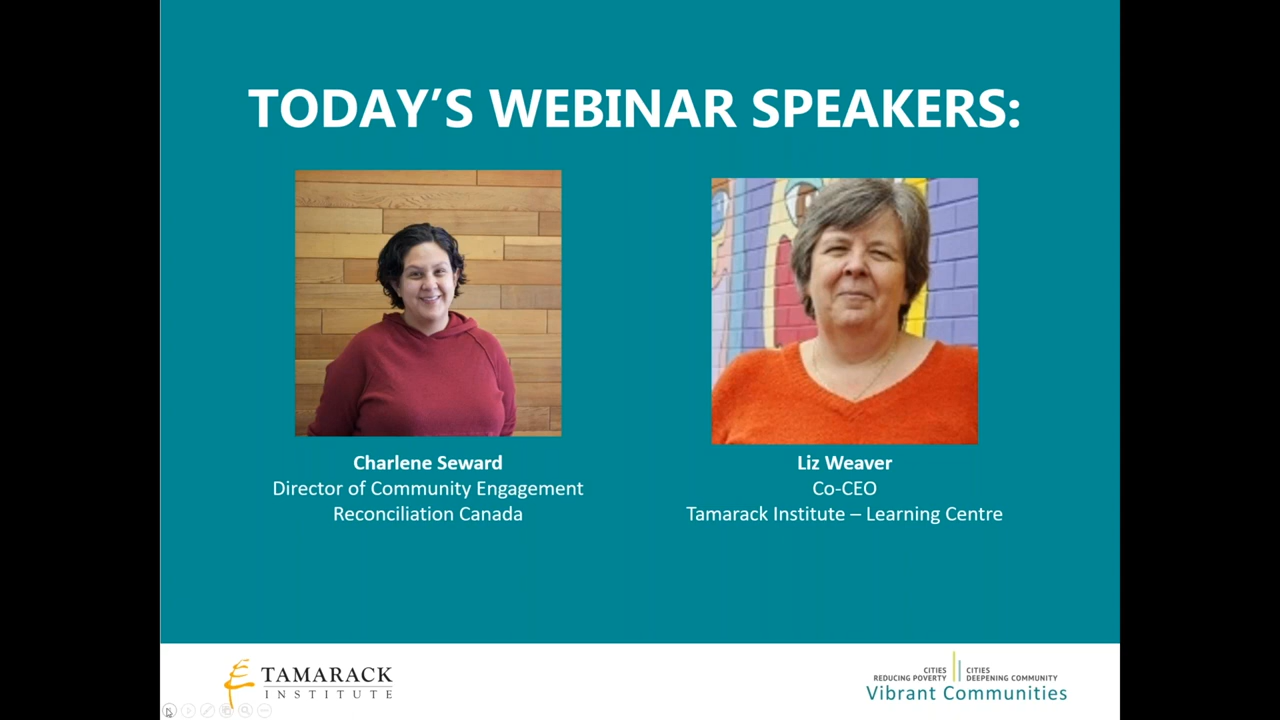 TODAY'S WEBINAR SPEAKERS:
Charlene Seward
Director of Community Engagement
Reconciliation Canada
Liz Weaver
Co-CEO
Tamarack Institute – Learning Centre
TAMARACK
INSTITUTE
CITIES
REDUCING POVERTY
CITIES
DEEPENING COMMUNITY
Vibrant Communities